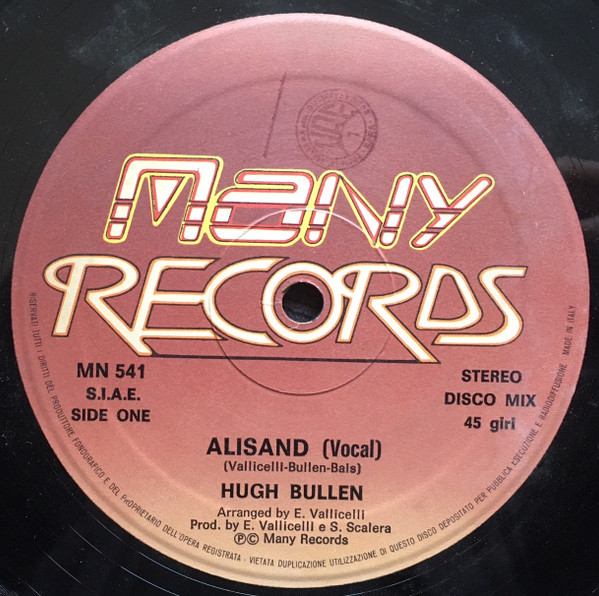 MANY
RECORDS
MN 541
S.I.A.E.
SIDE ONE
STEREO
DISCO MIX
45 giri
ALISAND (Vocal)
(Vallicelli-Bullen-Bals)
HUGH BULLEN
Arranged by E. Vallicelli
Prod. by E. Vallicelli e S. Scalera
Ⓟ© Many Records
RISERVATI TUTTI I DIRITTI DEL PRODUTTORE FONOGRAFICO E DEL PROPRIETARIO DELL'OPERA REGISTRATA - VIETATA DUPLICAZIONE UTILIZZAZIONE DI QUESTO DISCO DEPOSITATO PER PUBBLICA ESECUZIONE E RADIODIFFUSIONE - MADE IN ITALY